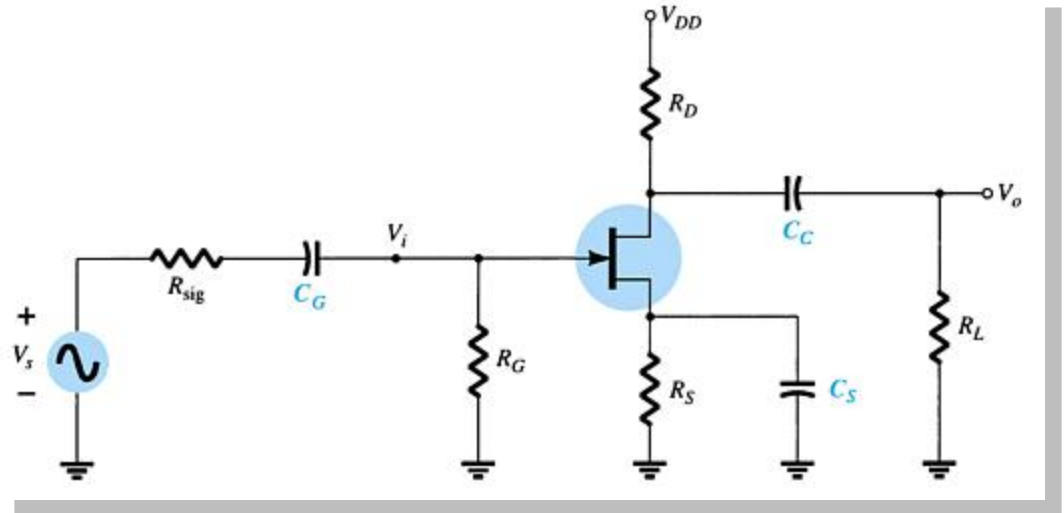 V_DD
R_D
V_o
C_C
V_i
R_sig
C_G
+
V_s
−
R_G
R_S
C_S
R_L